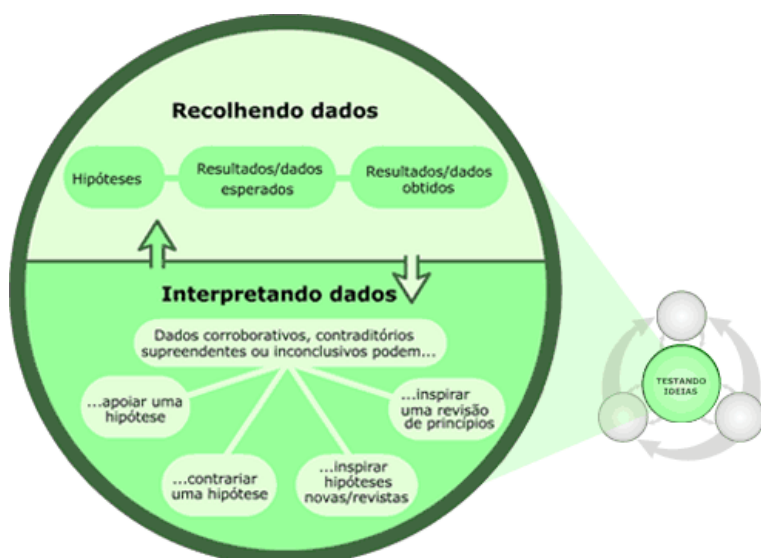 Recolhendo dados
Hipóteses
Resultados/dados
esperados
Resultados/dados
obtidos
Interpretando dados
Dados corroborativos, contraditórios
supreendentes ou inconclusivos podem...
...apoiar uma
hipótese
...contrariar
uma hipótese
...inspirar
hipóteses
novas/revistas
...inspirar
uma revisão
de princípios
TESTANDO
IDEIAS